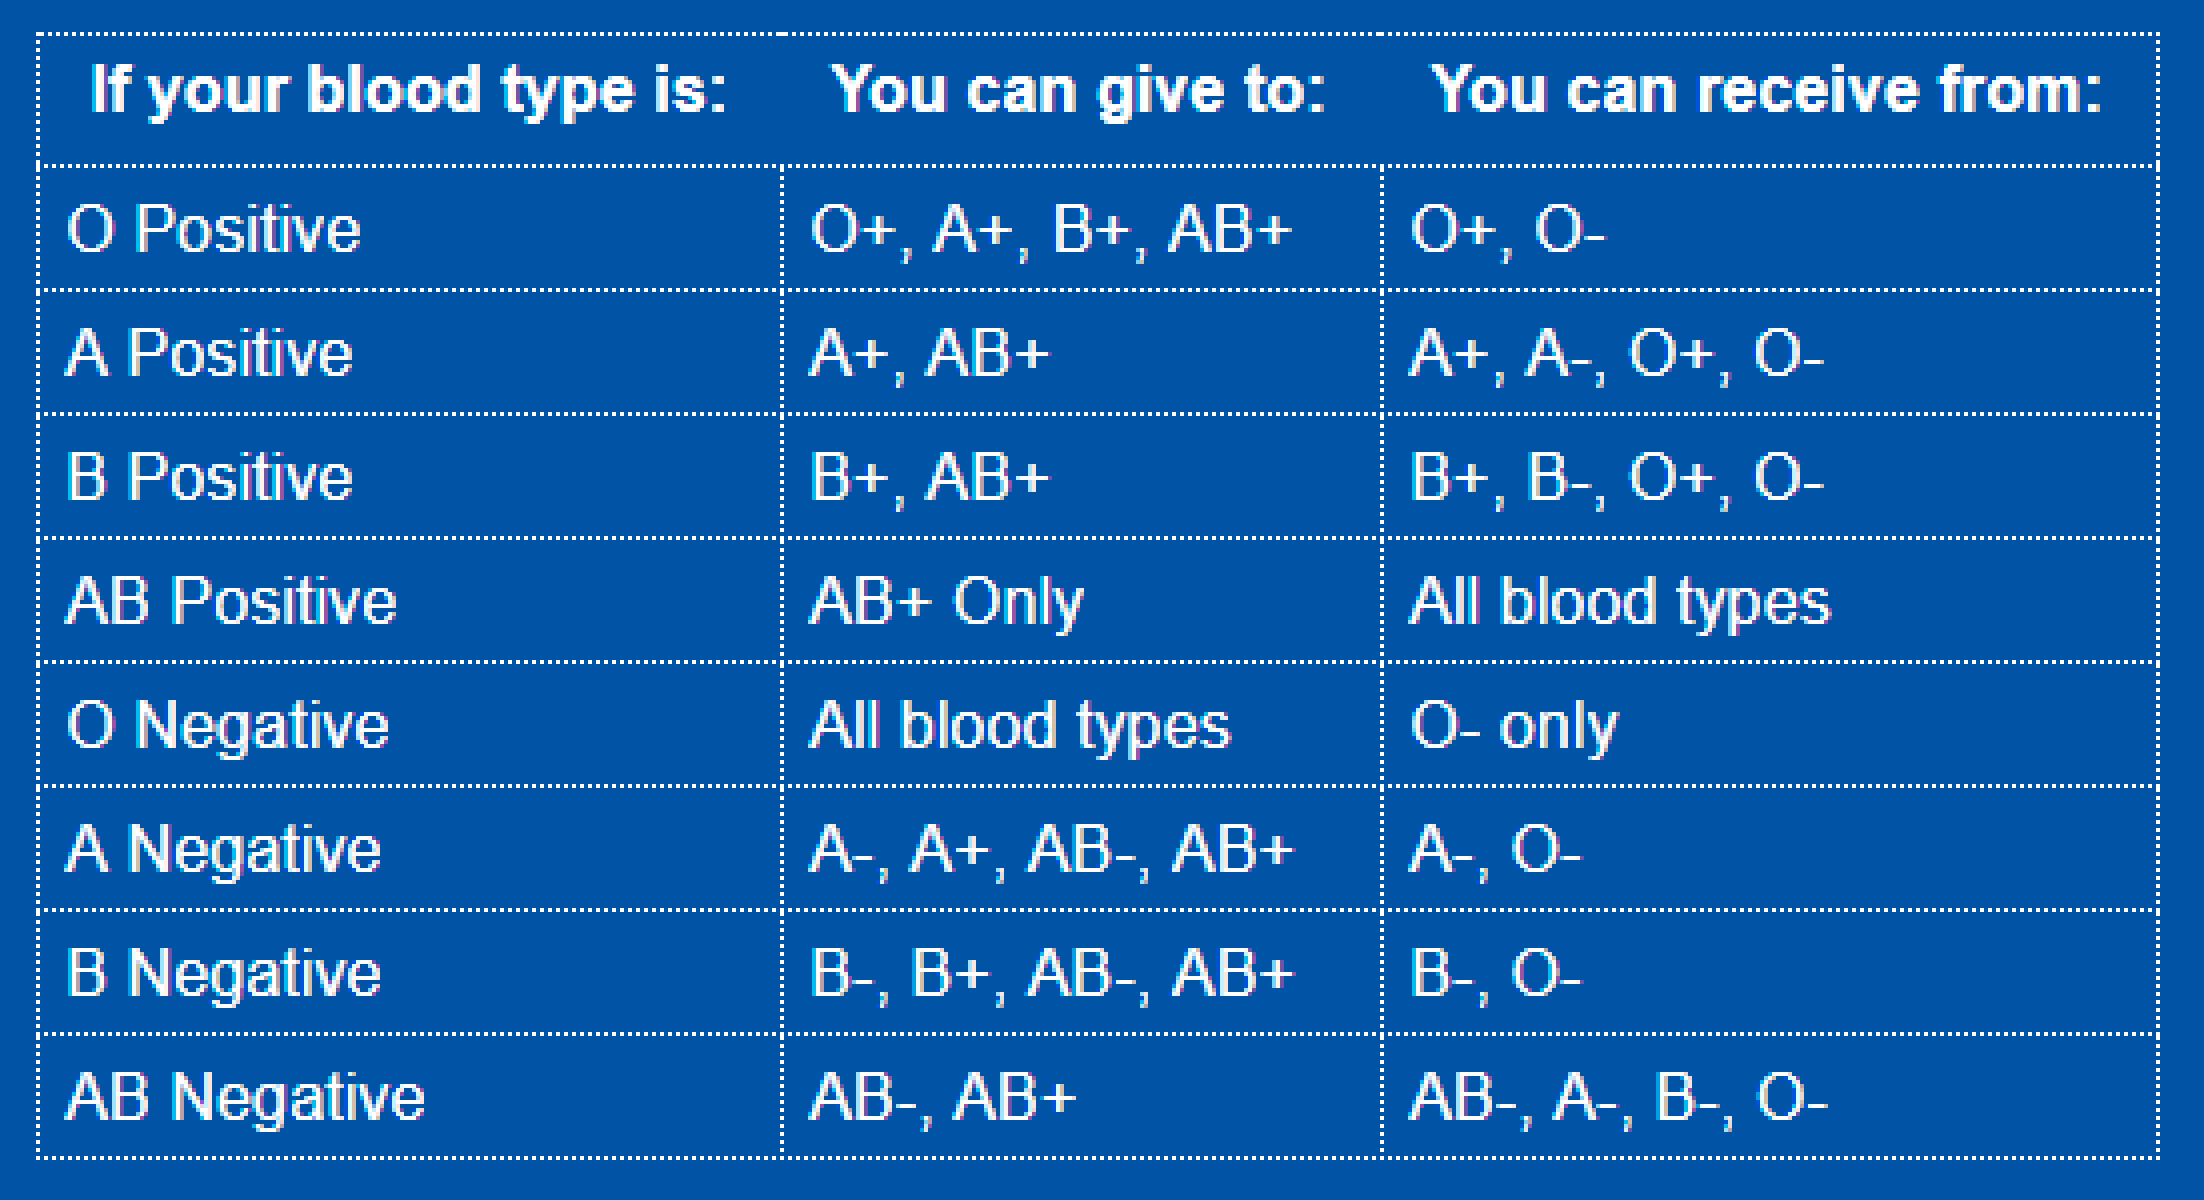 If your blood type is: You can give to: You can receive from:
O Positive O+, A+, B+, AB+ O+, O-
A Positive A+, AB+ A+, A-, O+, O-
B Positive B+, AB+ B+, B-, O+, O-
AB Positive AB+ Only All blood types
O Negative All blood types O- only
A Negative A-, A+, AB-, AB+ A-, O-
B Negative B-, B+, AB-, AB+ B-, O-
AB Negative AB-, AB+ AB-, A-, B-, O-